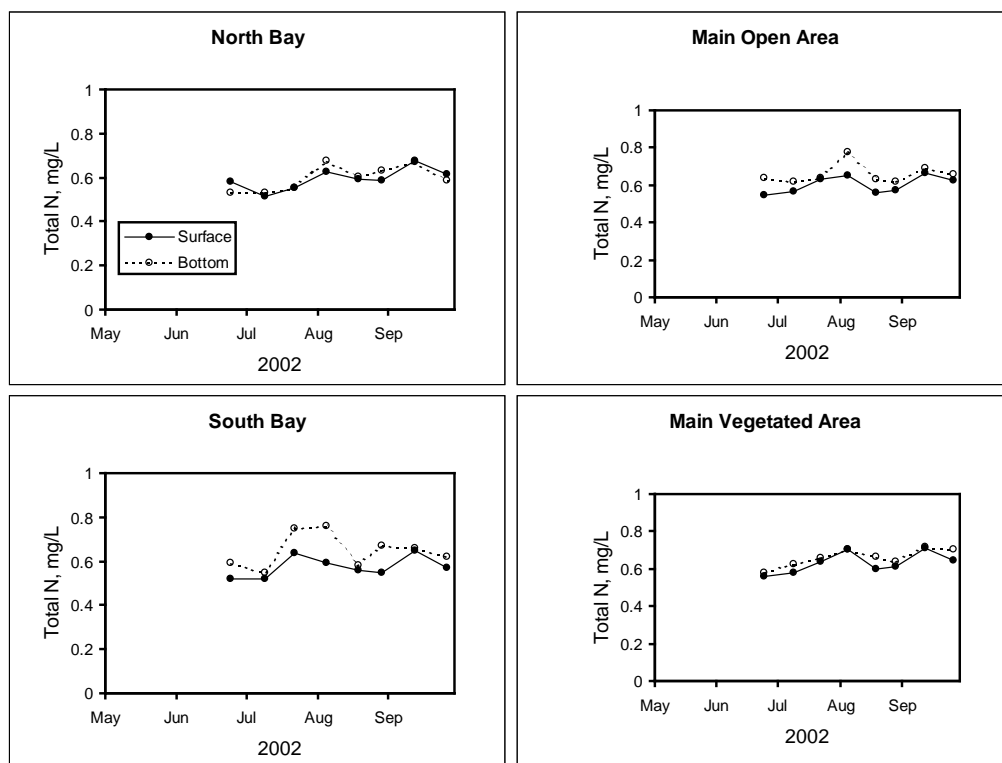 North Bay
1
0.8
0.6
0.4
0.2
0
Total N, mg/L
Surface
Bottom
May Jun Jul Aug Sep
2002
Main Open Area
1
0.8
0.6
0.4
0.2
0
Total N, mg/L
May Jun Jul Aug Sep
2002
South Bay
1
0.8
0.6
0.4
0.2
0
Total N, mg/L
May Jun Jul Aug Sep
2002
Main Vegetated Area
1
0.8
0.6
0.4
0.2
0
Total N, mg/L
May Jun Jul Aug Sep
2002